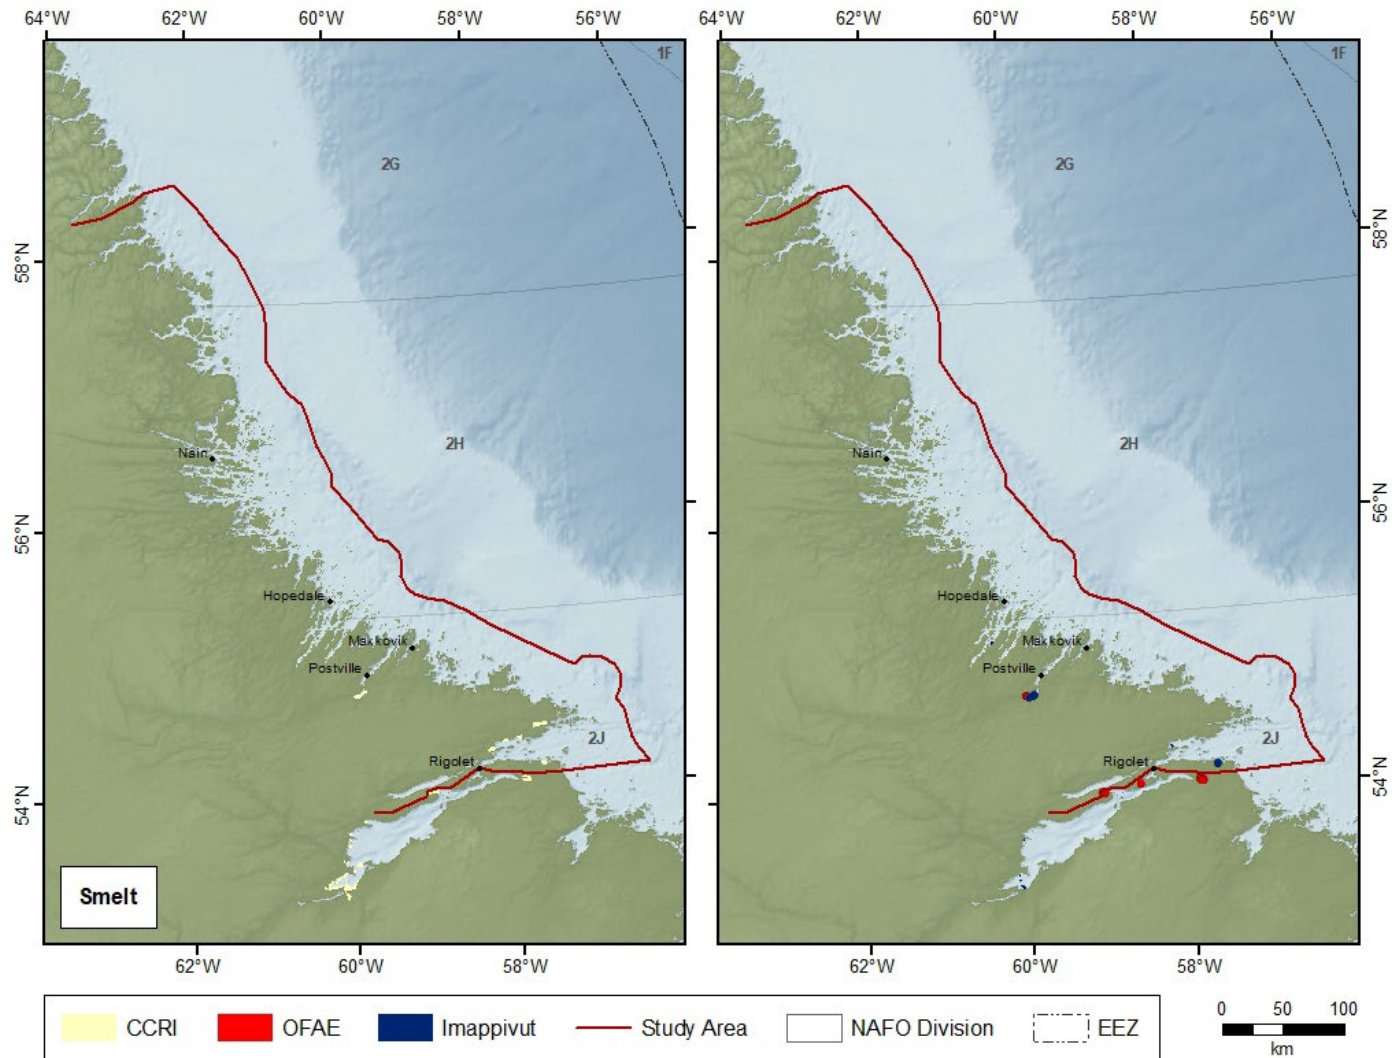 64°W 62°W 60°W 58°W 56°W 60°W 58°W 56°W
64°W 62°W
1F 1F
2G 2G
58°N 58°N
2H 2H
Nain Nain
56°N 56°N
Hopedale Hopedale
Makkovik Makkovik
Postville Postville
2J 2J
Rigolet Rigolet
54°N 54°N
Smelt
62°W 60°W 58°W 62°W 60°W 58°W
CCRI OFAE Imappivut Study Area NAFO Division EEZ
0 50 100
km